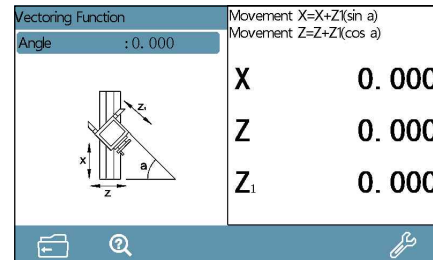 Vectoring Function
Angle :0.000
Z₁
X
a
Z
Movement X=X+Z1(sin a)
Movement Z=Z+Z1(cos a)
X 0.000
Z 0.000
Z₁ 0.000